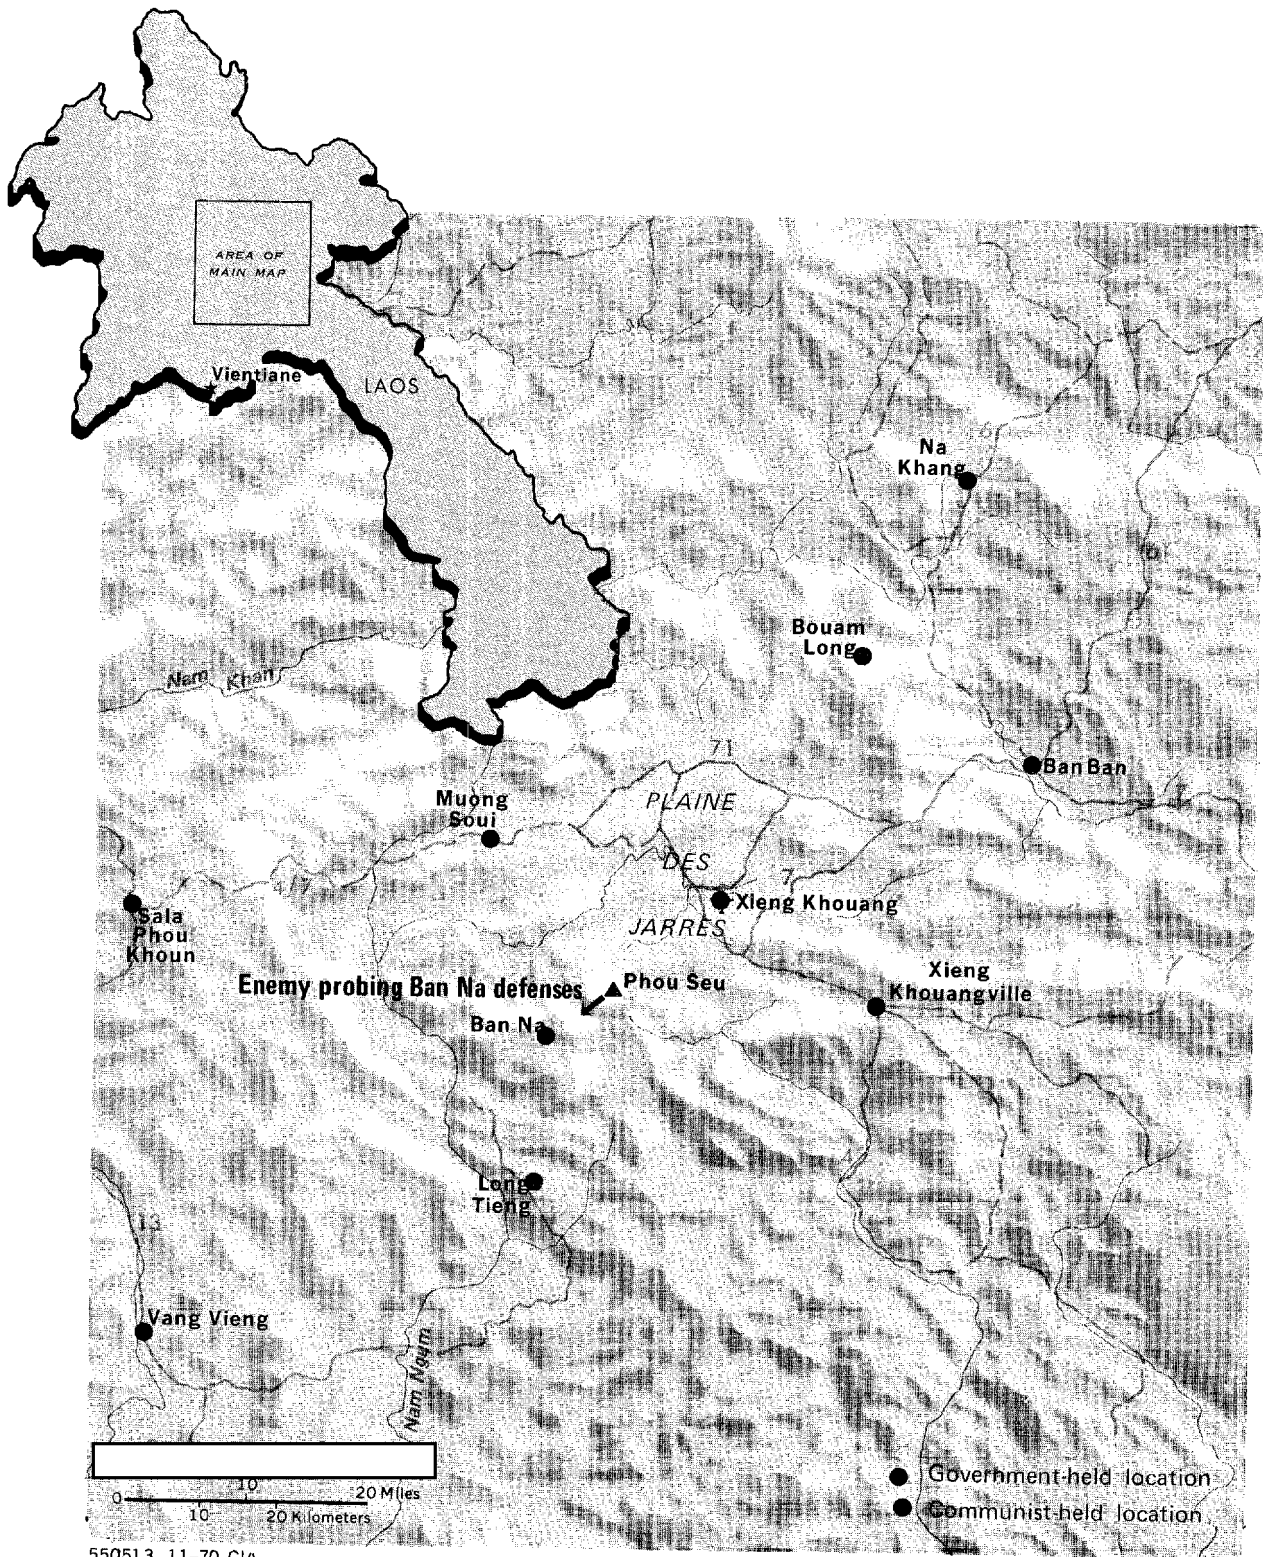 AREA OF
MAIN MAP
Vientiane
LAOS
6
Na
Khang
Bouam
Long
Nam Khan
71
Ban Ban
PLAINE
Muong
Soui
DES
7
4/7
Xieng Khouang
Sala
Phou
Khoun
JARRES
Xieng
Khouangville
Enemy probing Ban Na defenses
Phou Seu
Ban Na
Long
Tieng
13
Vang Vieng
Nam Ngum
Government-held location
Communist-held location
0 10 20 Miles
10 20 Kilometers
550513 11-70 CIA